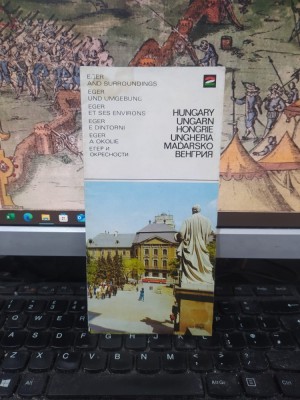 EGER
AND SURROUNDINGS
EGER
UND UMGEBUNG
EGER
ET SES ENVIRONS
EGER
E DINTORNI
EGER
A OKOLIE
ЕГЕР И
ОКРЕСНОСТИ
HUNGARY
UNGARN
HONGRIE
UNGHERIA
MAĎARSKO
ВЕНГРИЯ